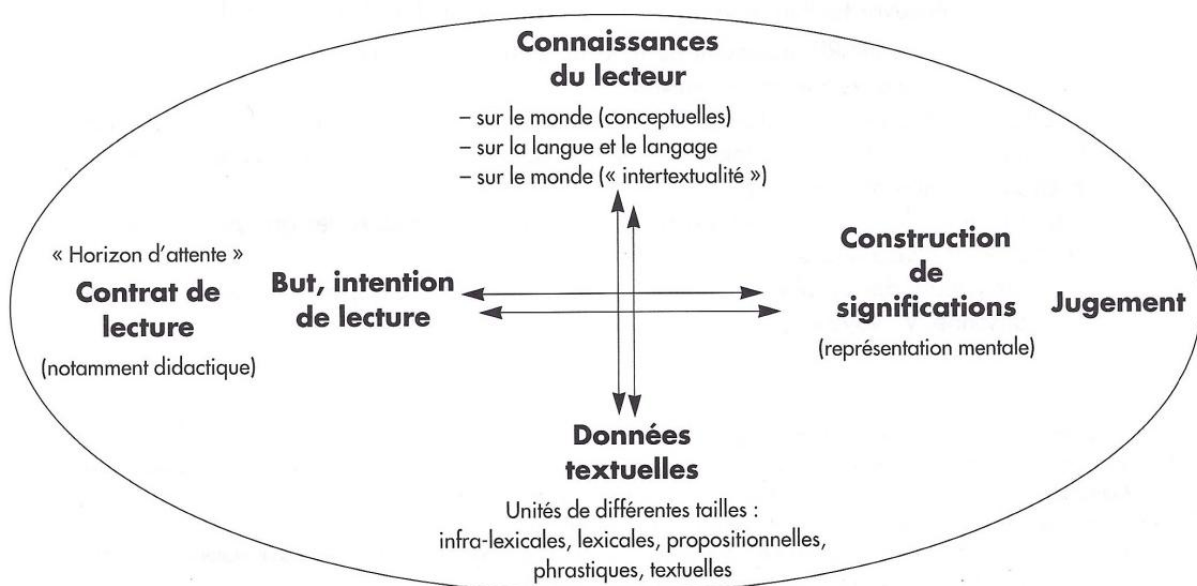 Connaissances
du lecteur
– sur le monde (conceptuelles)
– sur la langue et le langage
– sur le monde (« intertextualité »)
« Horizon d’attente »
Contrat de
lecture
(notamment didactique)
But, intention
de lecture
Construction
de
significations
(représentation mentale)
Jugement
Données
textuelles
Unités de différentes tailles :
infra-lexicales, lexicales, propositionnelles,
phrastiques, textuelles